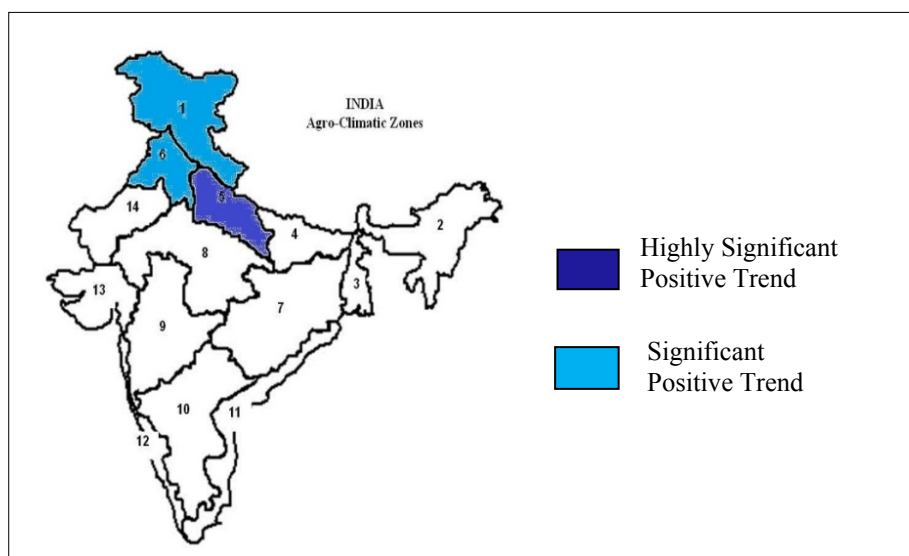 INDIA
Agro-Climatic Zones
1
6
5
14
4
2
8
13
3
7
9
10
11
12
Highly Significant
Positive Trend
Significant
Positive Trend